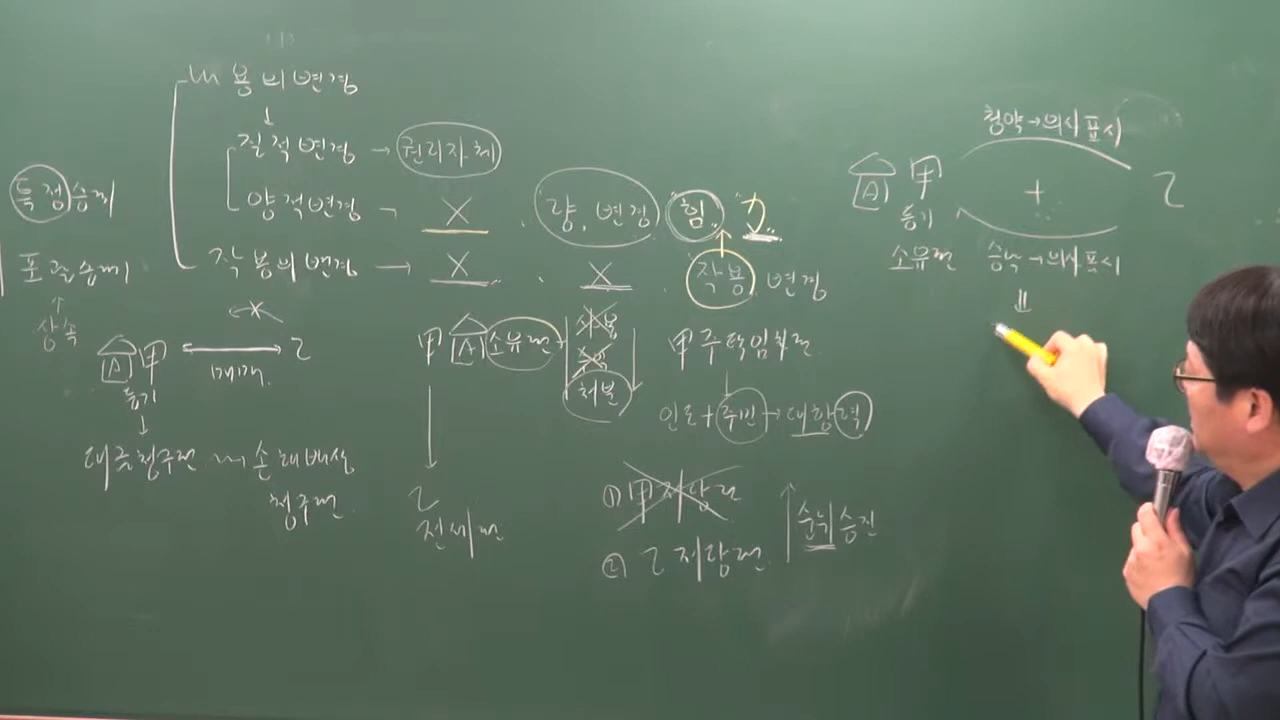 내용의변경
질적변경 → 권리자체
양적변경 X . 량, 변경 "힘" "力"
작용의변경 → X . X . 작용 변경
특정승계
포괄승계
↑
상속
A 甲 ↔ 乙
매매
등기
↓
대금청구권 손해배상
청구권
甲 A 소유권 사용
처분
↓
乙
전세권
甲 주택임차권
인도 + 주민 → 대항력
① 甲 저당권
② 乙 저당권
↑ 순위승진
청약→의사표시
A 甲 + 乙
등기
소유권 승낙→의사표시
⇓